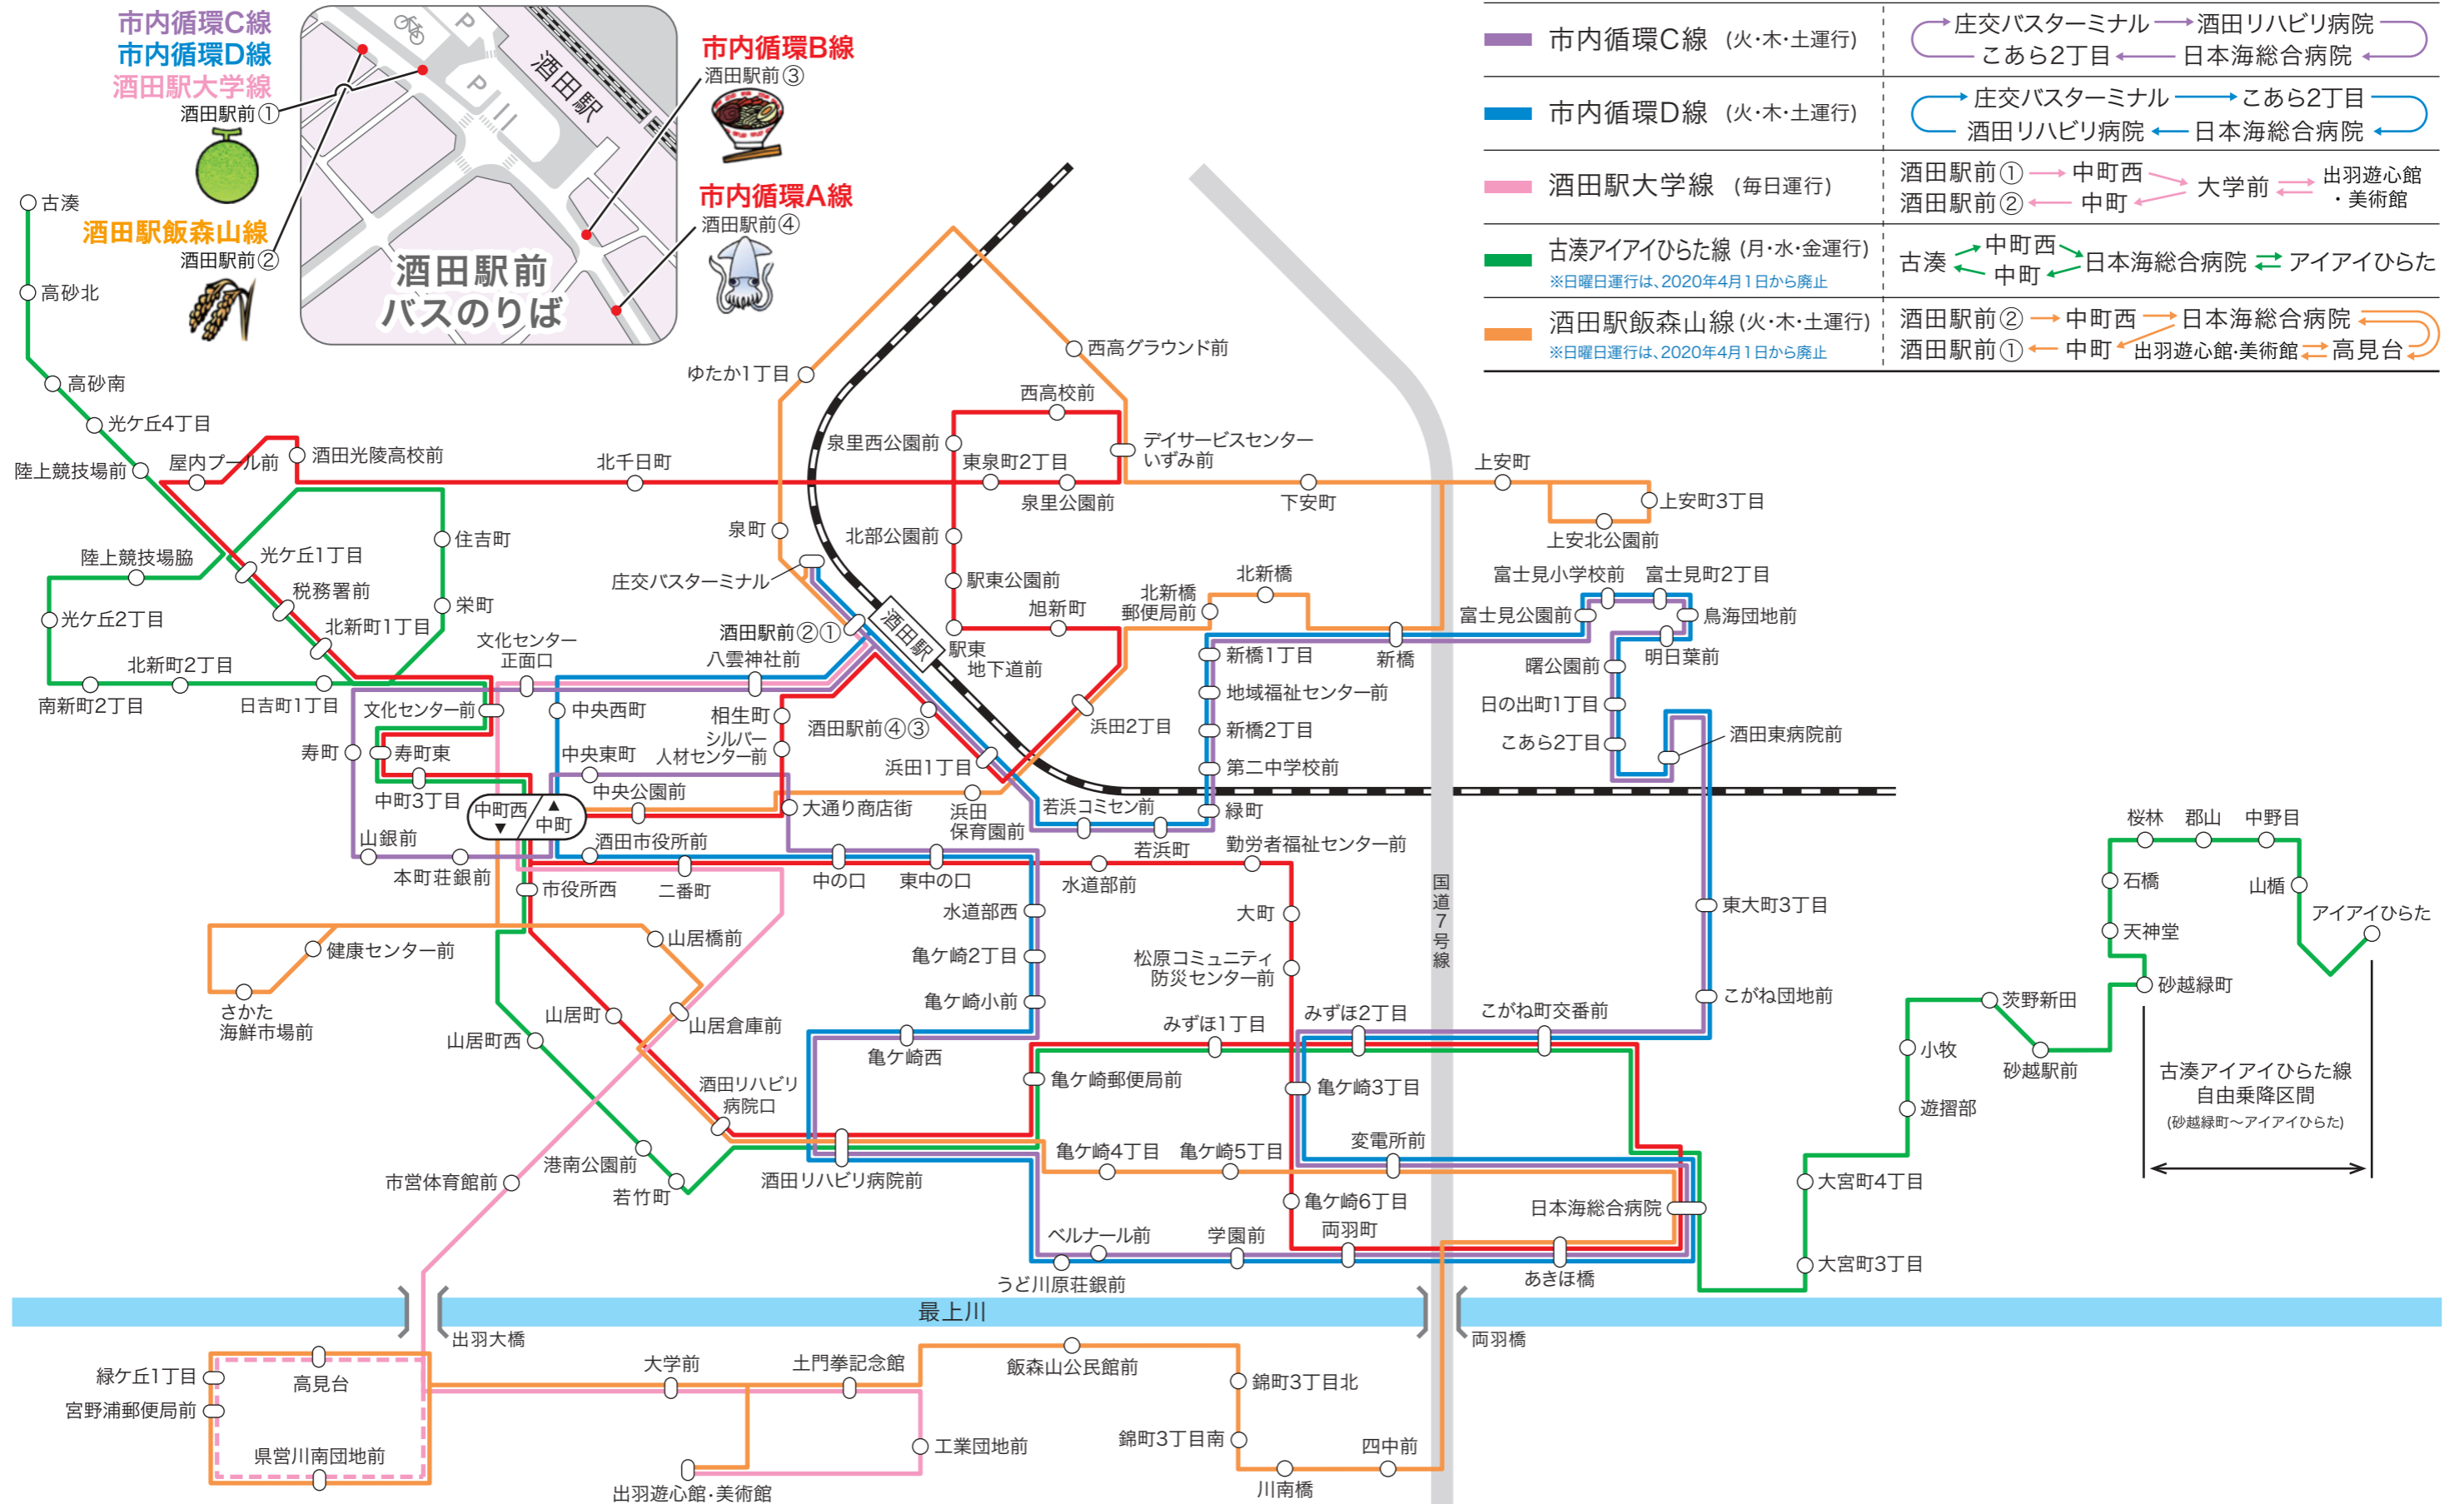 市内循環C線
市内循環D線
酒田駅大学線
酒田駅前①
酒田駅飯森山線
酒田駅前②
P
P
酒田駅
酒田駅前
バスのりば
市内循環B線
酒田駅前③
市内循環A線
酒田駅前④
市内循環C線 (火・木・土運行)
庄交バスターミナル
酒田リハビリ病院
こあら2丁目
日本海総合病院
市内循環D線 (火・木・土運行)
庄交バスターミナル
こあら2丁目
酒田リハビリ病院
日本海総合病院
酒田駅大学線 (毎日運行)
酒田駅前① 中町西
大学前
出羽遊心館
・美術館
酒田駅前② 中町
古湊アイアイひらた線 (月・水・金運行)
※日曜日運行は、2020年4月1日から廃止
古湊
中町西
中町
日本海総合病院
アイアイひらた
酒田駅飯森山線 (火・木・土運行)
※日曜日運行は、2020年4月1日から廃止
酒田駅前② 中町西 日本海総合病院
酒田駅前① 中町 出羽遊心館・美術館 高見台
古湊
高砂北
高砂南
光ケ丘4丁目
陸上競技場前
屋内プール前
酒田光陵高校前
北千日町
ゆたか1丁目
西高グラウンド前
西高校前
泉里西公園前
東泉町2丁目
泉里公園前
デイサービスセンター
いずみ前
下安町
上安町
上安町3丁目
上安北公園前
泉町
北部公園前
住吉町
陸上競技場脇
光ケ丘1丁目
庄交バスターミナル
駅東公園前
北新橋
北新橋
郵便局前
富士見小学校前
富士見町2丁目
富士見公園前
鳥海団地前
税務署前
栄町
光ケ丘2丁目
北新町1丁目
文化センター
正面口
酒田駅前②①
酒田駅
旭新町
駅東
地下道前
八雲神社前
新橋1丁目
新橋
明日葉前
曙公園前
北新町2丁目
南新町2丁目
日吉町1丁目
文化センター前
中央西町
相生町
酒田駅前④③
浜田2丁目
地域福祉センター前
日の出町1丁目
新橋2丁目
こあら2丁目
酒田東病院前
寿町
寿町東
中央東町
シルバー
人材センター前
浜田1丁目
第二中学校前
中町3丁目
中町西
▼
▲
中町
中央公園前
大通り商店街
浜田
保育園前
若浜コミセン前
緑町
若浜町
勤労者福祉センター前
山銀前
本町荘銀前
酒田市役所前
市役所西
二番町
中の口
東中の口
水道部前
水道部西
大町
国道7号線
東大町3丁目
桜林
郡山
中野目
石橋
山楯
天神堂
アイアイひらた
山居橋前
健康センター前
さかた
海鮮市場前
亀ケ崎2丁目
松原コミュニティ
防災センター前
亀ケ崎小前
こがね団地前
砂越緑町
茨野新田
山居町
山居倉庫前
山居町西
亀ケ崎西
みずほ1丁目
みずほ2丁目
こがね町交番前
小牧
砂越駅前
古湊アイアイひらた線
自由乗降区間
(砂越緑町〜アイアイひらた)
酒田リハビリ
病院口
亀ケ崎郵便局前
亀ケ崎3丁目
遊摺部
港南公園前
若竹町
市営体育館前
酒田リハビリ病院前
亀ケ崎4丁目
亀ケ崎5丁目
変電所前
大宮町4丁目
亀ケ崎6丁目
日本海総合病院
ベルナール前
学園前
両羽町
うど川原荘銀前
あきほ橋
大宮町3丁目
最上川
出羽大橋
両羽橋
緑ケ丘1丁目
高見台
宮野浦郵便局前
県営川南団地前
大学前
土門拳記念館
飯森山公民館前
錦町3丁目北
工業団地前
錦町3丁目南
四中前
川南橋
出羽遊心館・美術館